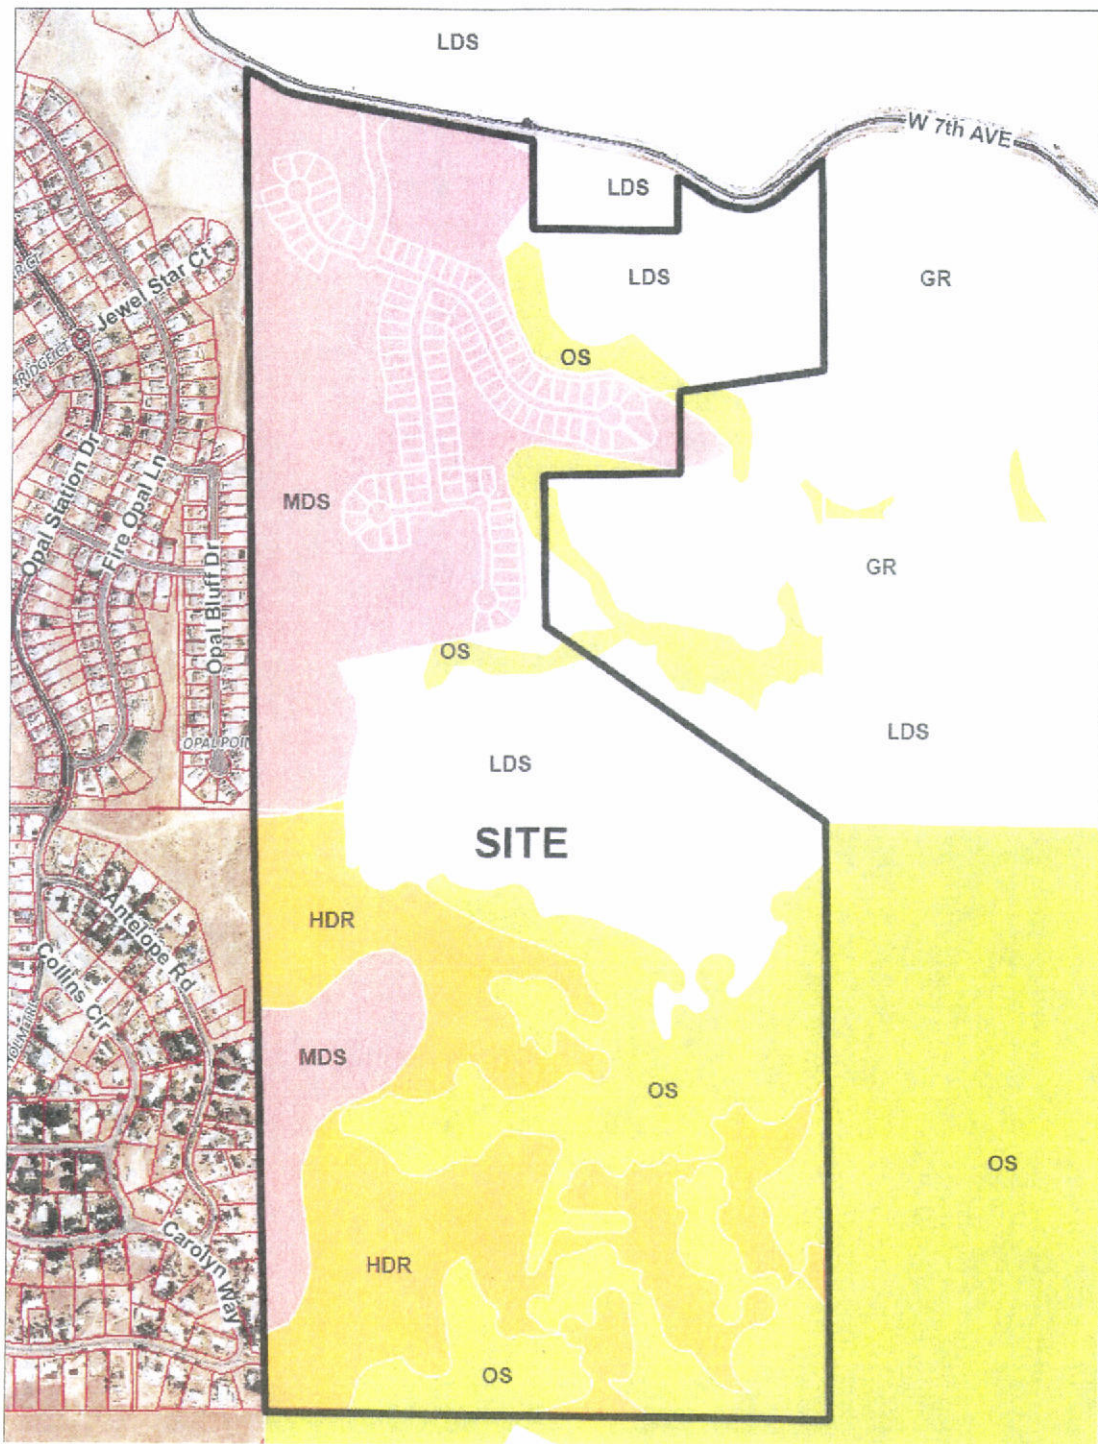 LDS
W 7th AVE
LDS
Jewel Star Ct
LDS
GR
OS
Opal Station Dr
Fire Opal Ln
MDS
Opal Bluff Dr
GR
OS
LDS
LDS
SITE
HDR
Antelope Rd
Collins Cir
MDS
OS
OS
Carolyn Way
HDR
OS